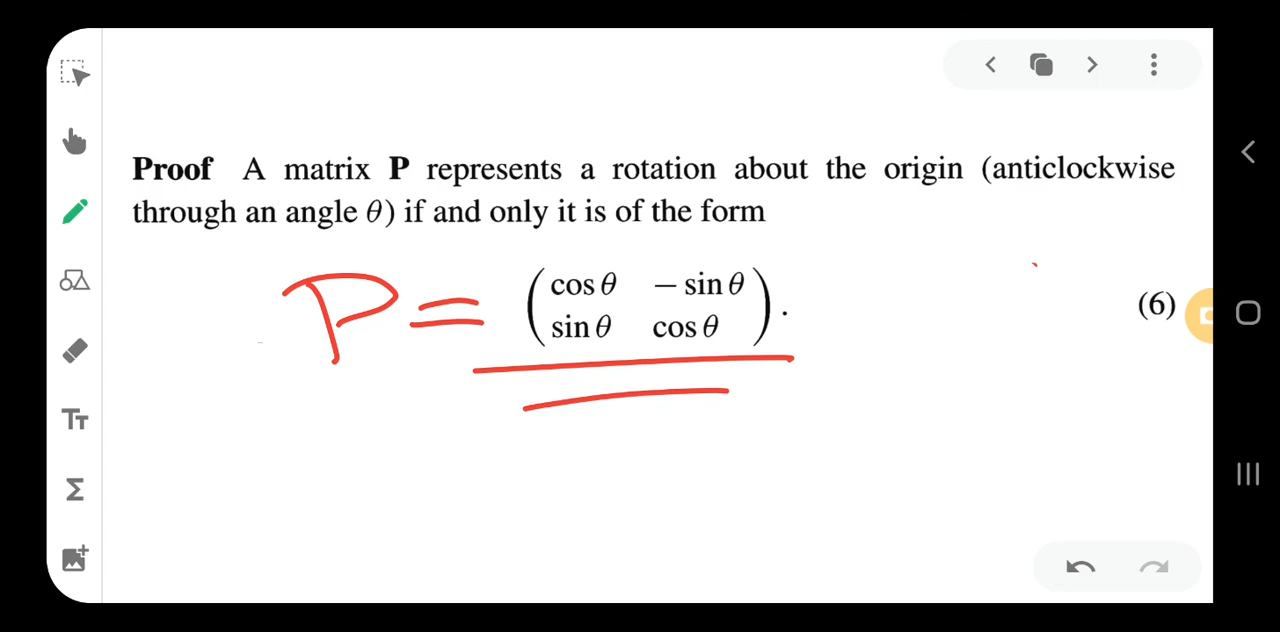 Proof A matrix P represents a rotation about the origin (anticlockwise
through an angle θ) if and only it is of the form
P = ( cos θ − sin θ
sin θ cos θ ) . (6)
Tт
Σ